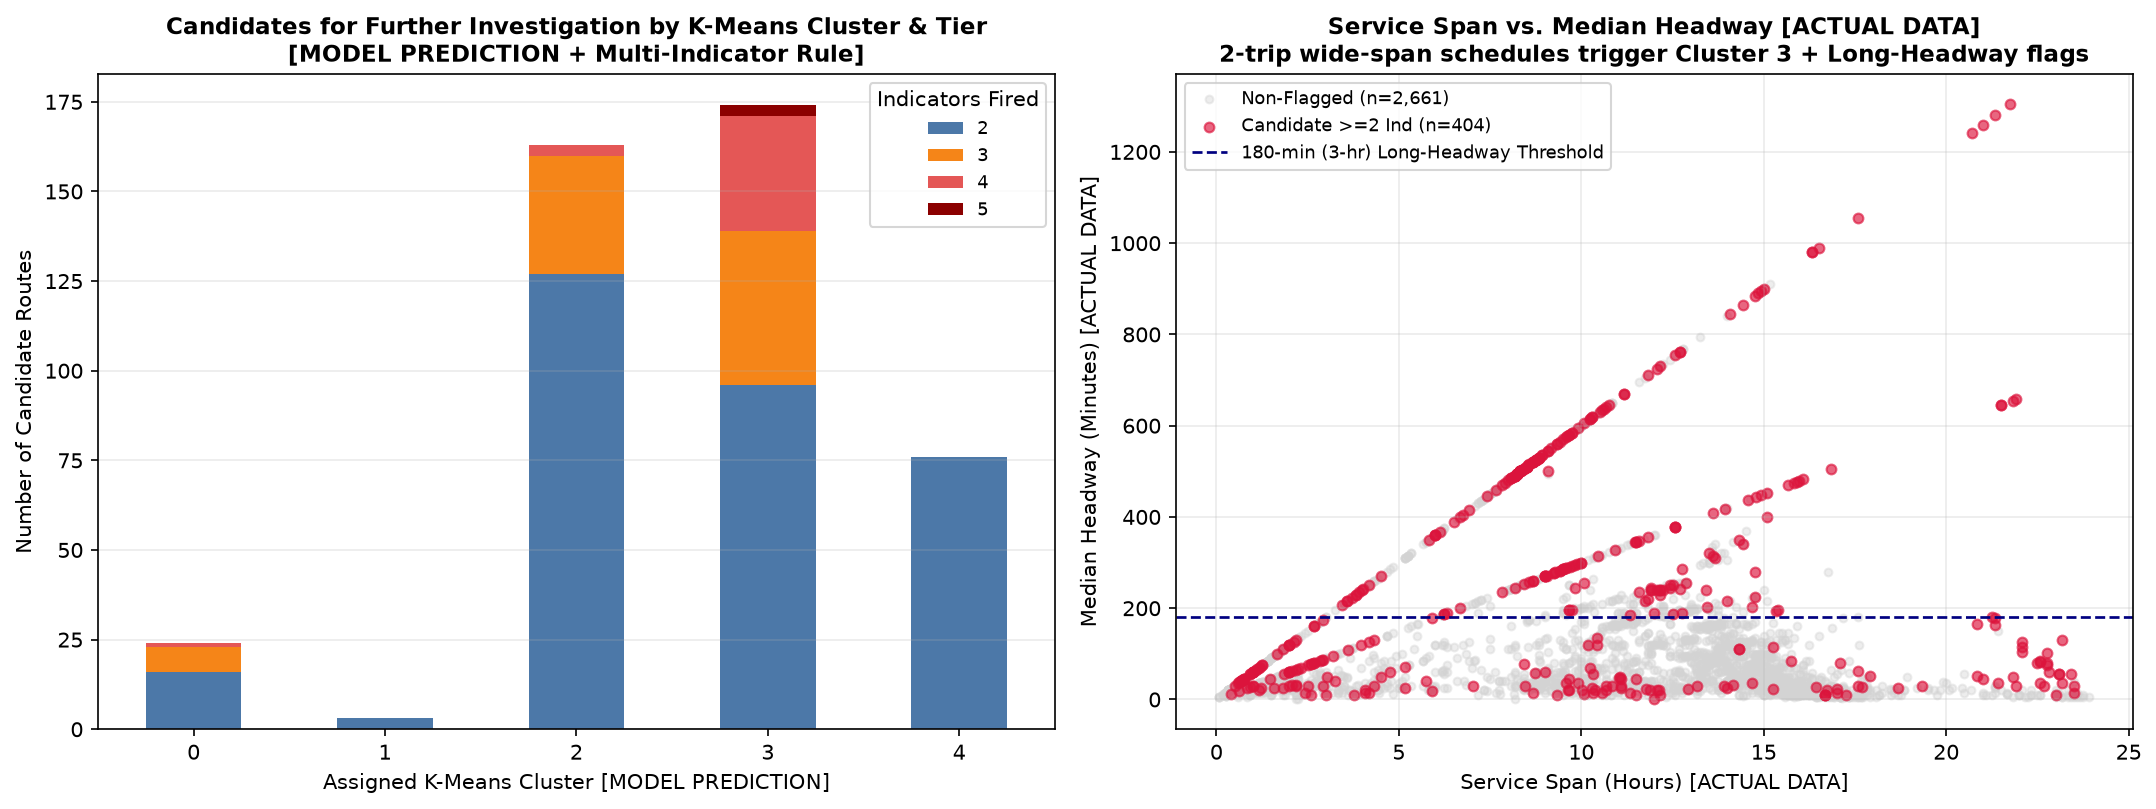 Candidates for Further Investigation by K-Means Cluster & Tier
[MODEL PREDICTION + Multi-Indicator Rule]
Number of Candidate Routes
175
150
125
100
75
50
25
0
Indicators Fired
2
3
4
5
0
1
2
3
4
Assigned K-Means Cluster [MODEL PREDICTION]
Service Span vs. Median Headway [ACTUAL DATA]
2-trip wide-span schedules trigger Cluster 3 + Long-Headway flags
Median Headway (Minutes) [ACTUAL DATA]
1200
1000
800
600
400
200
0
Non-Flagged (n=2,661)
Candidate >=2 Ind (n=404)
180-min (3-hr) Long-Headway Threshold
0
5
10
15
20
25
Service Span (Hours) [ACTUAL DATA]